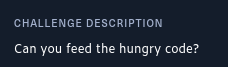 CHALLENGE DESCRIPTION
Can you feed the hungry code?